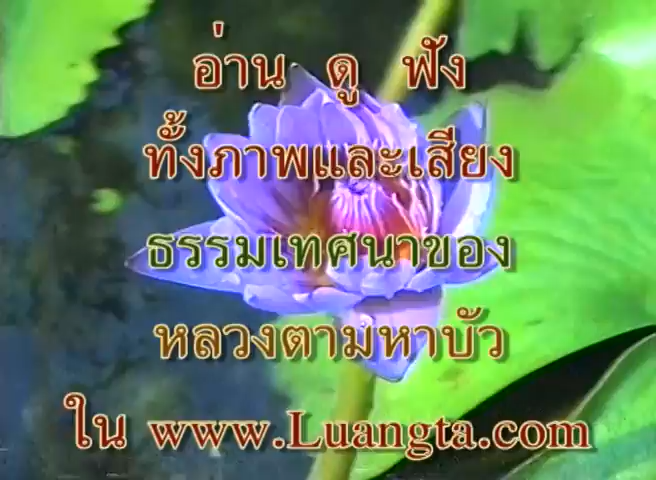 อ่าน ดู ฟัง
ทั้งภาพและเสียง
ธรรมเทศนาของ
หลวงตามหาบัว
ใน www.Luangta.com